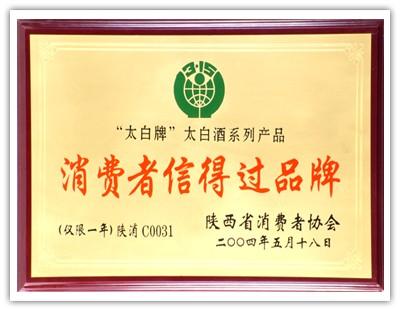 3·15
“太白牌”太白酒系列产品
消费者信得过品牌
(仅限一年)陕消C0031
陕西省消费者协会
二〇〇四年五月十八日